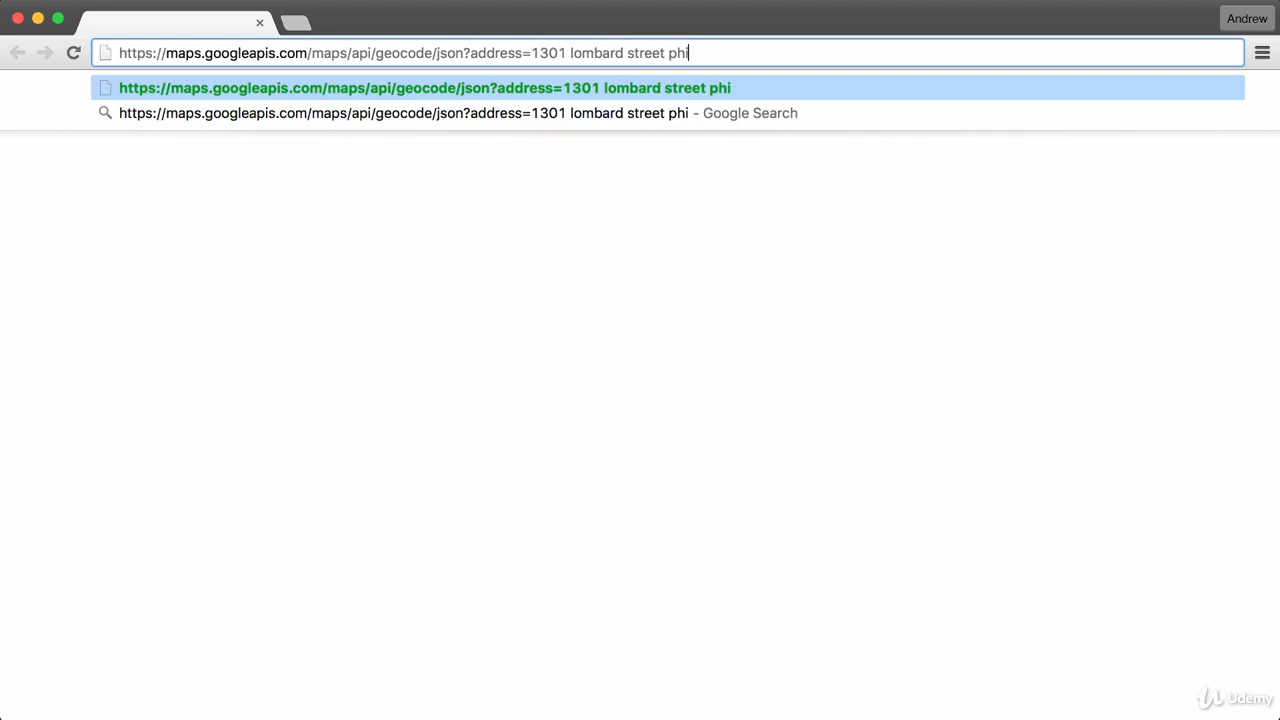 Andrew
https://maps.googleapis.com/maps/api/geocode/json?address=1301 lombard street phi
https://maps.googleapis.com/maps/api/geocode/json?address=1301 lombard street phi
https://maps.googleapis.com/maps/api/geocode/json?address=1301 lombard street phi - Google Search
Udemy